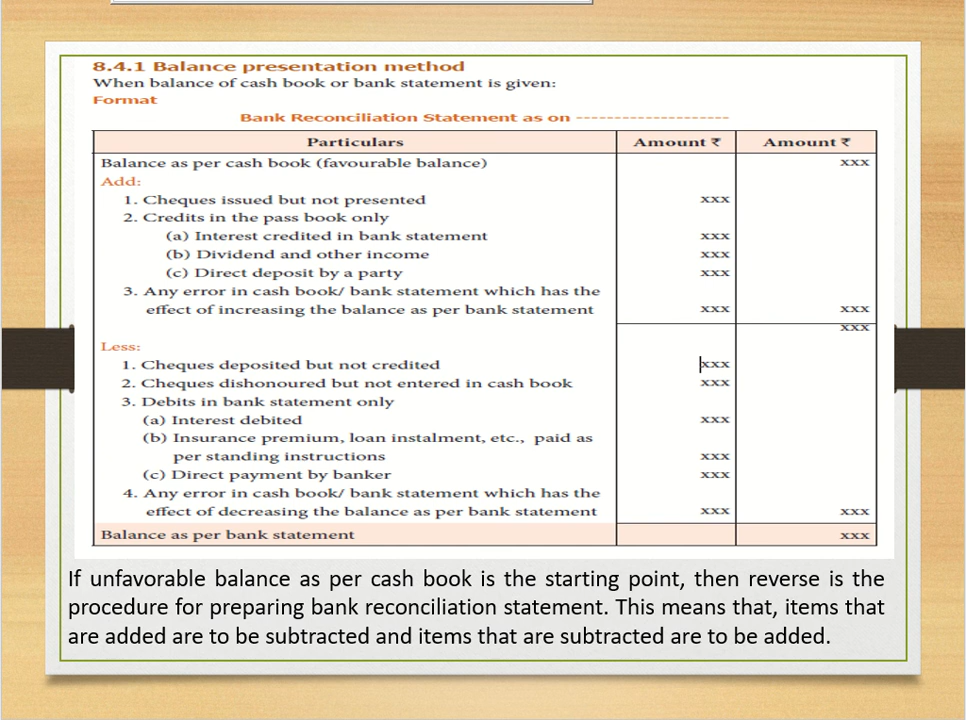 8.4.1 Balance presentation method
When balance of cash book or bank statement is given:
Format
Bank Reconciliation Statement as on --------------------
Particulars Amount ₹ Amount ₹
Balance as per cash book (favourable balance) xxx
Add:
1. Cheques issued but not presented xxx
2. Credits in the pass book only
(a) Interest credited in bank statement xxx
(b) Dividend and other income xxx
(c) Direct deposit by a party xxx
3. Any error in cash book/ bank statement which has the
effect of increasing the balance as per bank statement xxx xxx
xxx
Less:
1. Cheques deposited but not credited xxx
2. Cheques dishonoured but not entered in cash book xxx
3. Debits in bank statement only
(a) Interest debited xxx
(b) Insurance premium, loan instalment, etc., paid as
per standing instructions xxx
(c) Direct payment by banker xxx
4. Any error in cash book/ bank statement which has the
effect of decreasing the balance as per bank statement xxx xxx
Balance as per bank statement xxx
If unfavorable balance as per cash book is the starting point, then reverse is the
procedure for preparing bank reconciliation statement. This means that, items that
are added are to be subtracted and items that are subtracted are to be added.